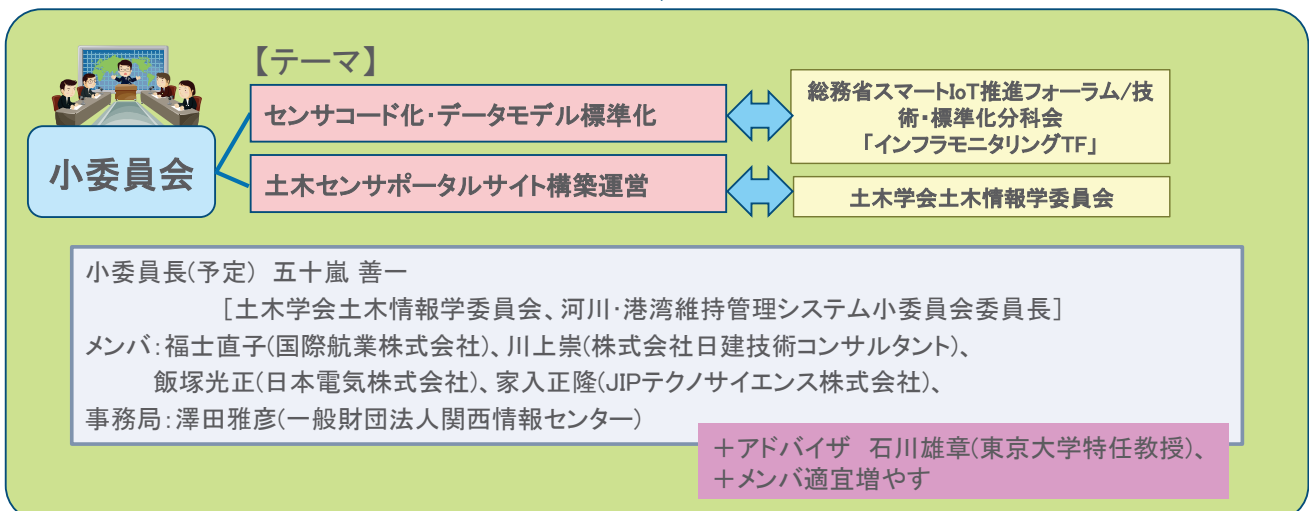 【テーマ】
小委員会
センサコード化・データモデル標準化
総務省スマートIoT推進フォーラム/技
術・標準化分科会
「インフラモニタリングTF」
土木センサポータルサイト構築運営
土木学会土木情報学委員会
小委員長(予定) 五十嵐 善一
[土木学会土木情報学委員会、河川・港湾維持管理システム小委員会委員長]
メンバ:福士直子(国際航業株式会社)、川上崇(株式会社日建技術コンサルタント)、
飯塚光正(日本電気株式会社)、家入正隆(JIPテクノサイエンス株式会社)、
事務局:澤田雅彦(一般財団法人関西情報センター)
+アドバイザ 石川雄章(東京大学特任教授)、
+メンバ適宜増やす